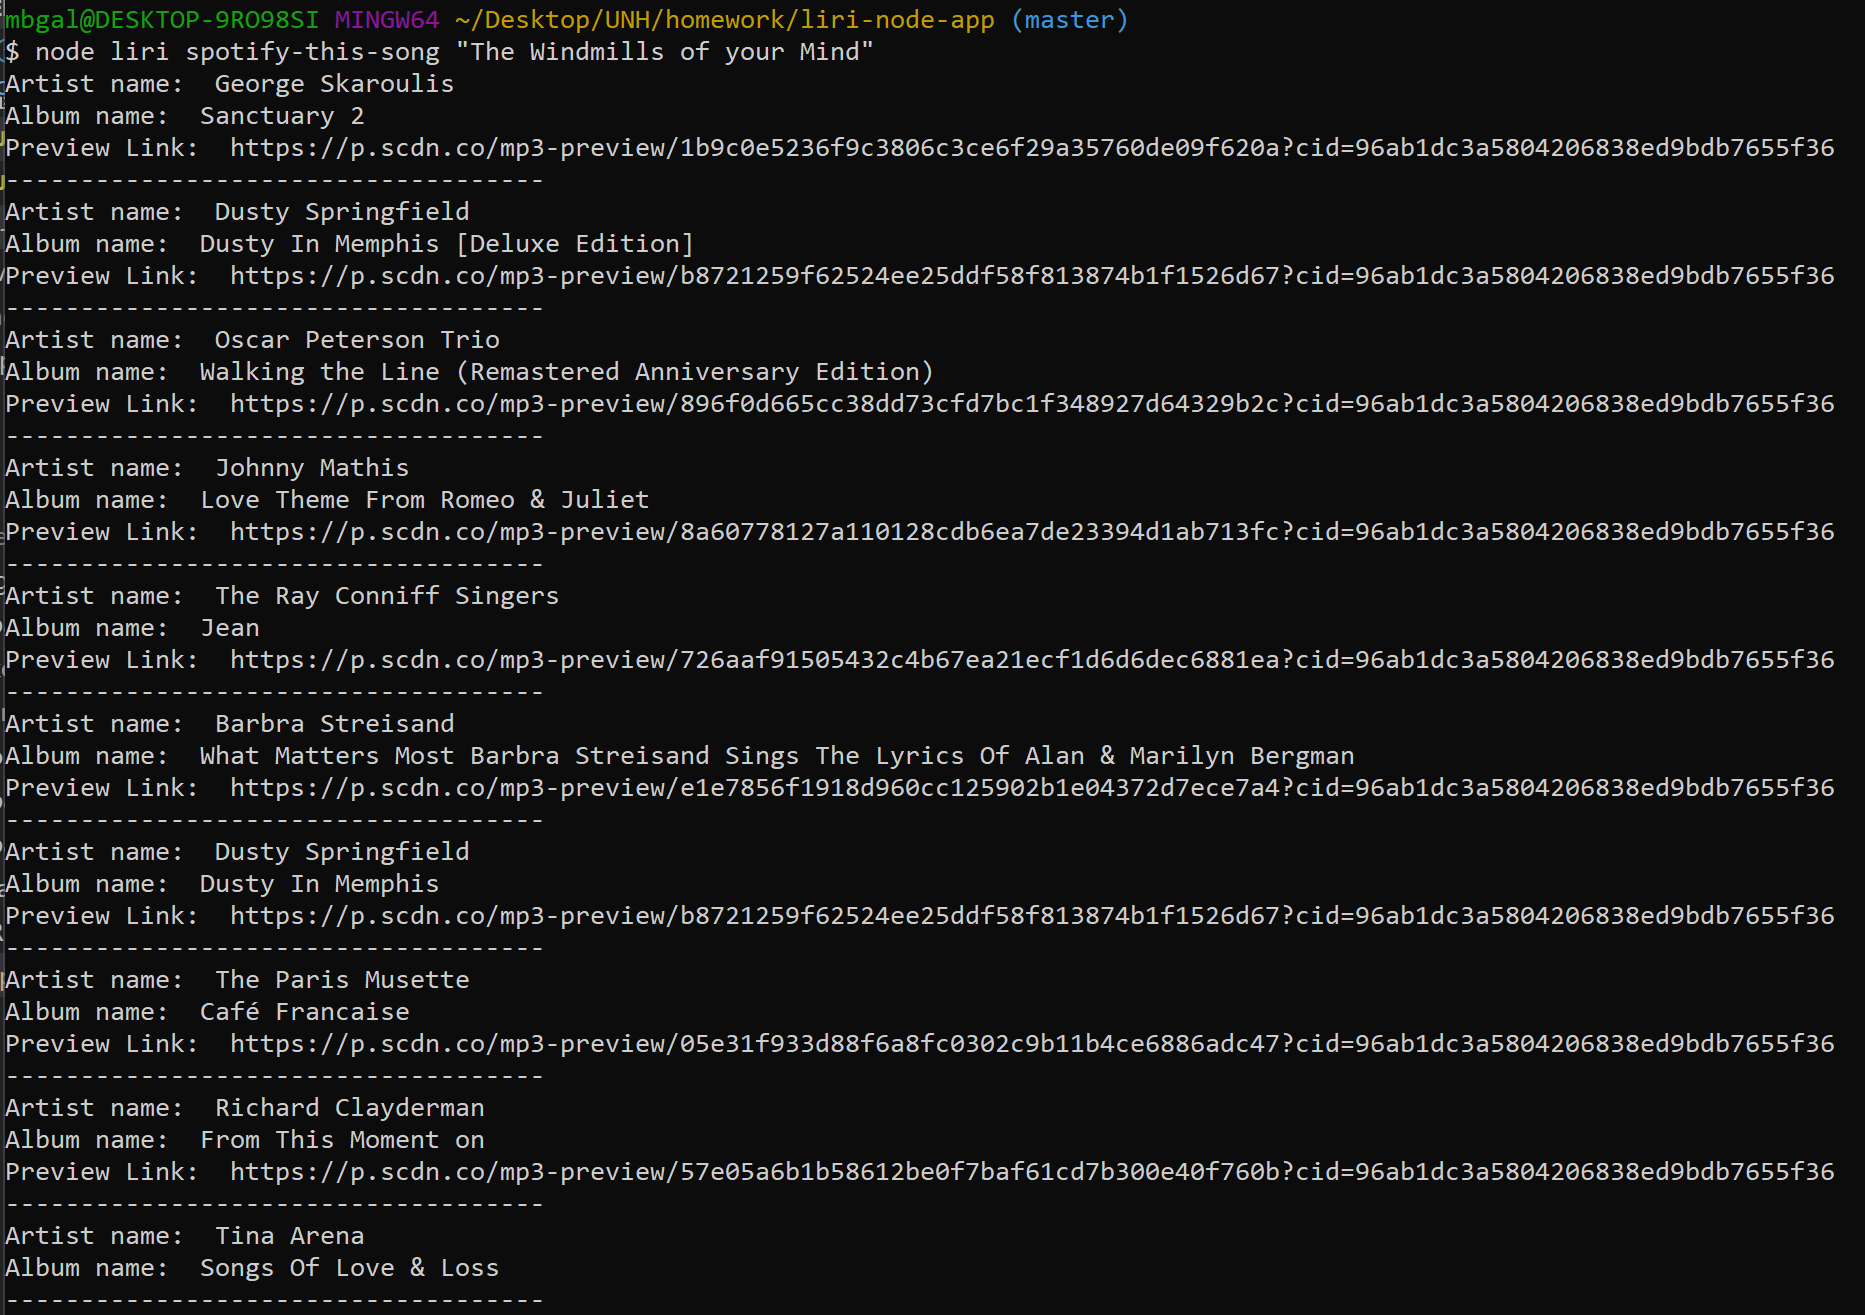 mbgal@DESKTOP-9RO98SI MINGW64 ~/Desktop/UNH/homework/liri-node-app (master)
$ node liri spotify-this-song "The Windmills of your Mind"
Artist name:  George Skaroulis
Album name:  Sanctuary 2
Preview Link:  https://p.scdn.co/mp3-preview/1b9c0e5236f9c3806c3ce6f29a35760de09f620a?cid=96ab1dc3a5804206838ed9bdb7655f36
------------------------------------
Artist name:  Dusty Springfield
Album name:  Dusty In Memphis [Deluxe Edition]
Preview Link:  https://p.scdn.co/mp3-preview/b8721259f62524ee25ddf58f813874b1f1526d67?cid=96ab1dc3a5804206838ed9bdb7655f36
------------------------------------
Artist name:  Oscar Peterson Trio
Album name:  Walking the Line (Remastered Anniversary Edition)
Preview Link:  https://p.scdn.co/mp3-preview/896f0d665cc38dd73cfd7bc1f348927d64329b2c?cid=96ab1dc3a5804206838ed9bdb7655f36
------------------------------------
Artist name:  Johnny Mathis
Album name:  Love Theme From Romeo & Juliet
Preview Link:  https://p.scdn.co/mp3-preview/8a60778127a110128cdb6ea7de23394d1ab713fc?cid=96ab1dc3a5804206838ed9bdb7655f36
------------------------------------
Artist name:  The Ray Conniff Singers
Album name:  Jean
Preview Link:  https://p.scdn.co/mp3-preview/726aaf91505432c4b67ea21ecf1d6d6dec6881ea?cid=96ab1dc3a5804206838ed9bdb7655f36
------------------------------------
Artist name:  Barbra Streisand
Album name:  What Matters Most Barbra Streisand Sings The Lyrics Of Alan & Marilyn Bergman
Preview Link:  https://p.scdn.co/mp3-preview/e1e7856f1918d960cc125902b1e04372d7ece7a4?cid=96ab1dc3a5804206838ed9bdb7655f36
------------------------------------
Artist name:  Dusty Springfield
Album name:  Dusty In Memphis
Preview Link:  https://p.scdn.co/mp3-preview/b8721259f62524ee25ddf58f813874b1f1526d67?cid=96ab1dc3a5804206838ed9bdb7655f36
------------------------------------
Artist name:  The Paris Musette
Album name:  Café Francaise
Preview Link:  https://p.scdn.co/mp3-preview/05e31f933d88f6a8fc0302c9b11b4ce6886adc47?cid=96ab1dc3a5804206838ed9bdb7655f36
------------------------------------
Artist name:  Richard Clayderman
Album name:  From This Moment on
Preview Link:  https://p.scdn.co/mp3-preview/57e05a6b1b58612be0f7baf61cd7b300e40f760b?cid=96ab1dc3a5804206838ed9bdb7655f36
------------------------------------
Artist name:  Tina Arena
Album name:  Songs Of Love & Loss
------------------------------------